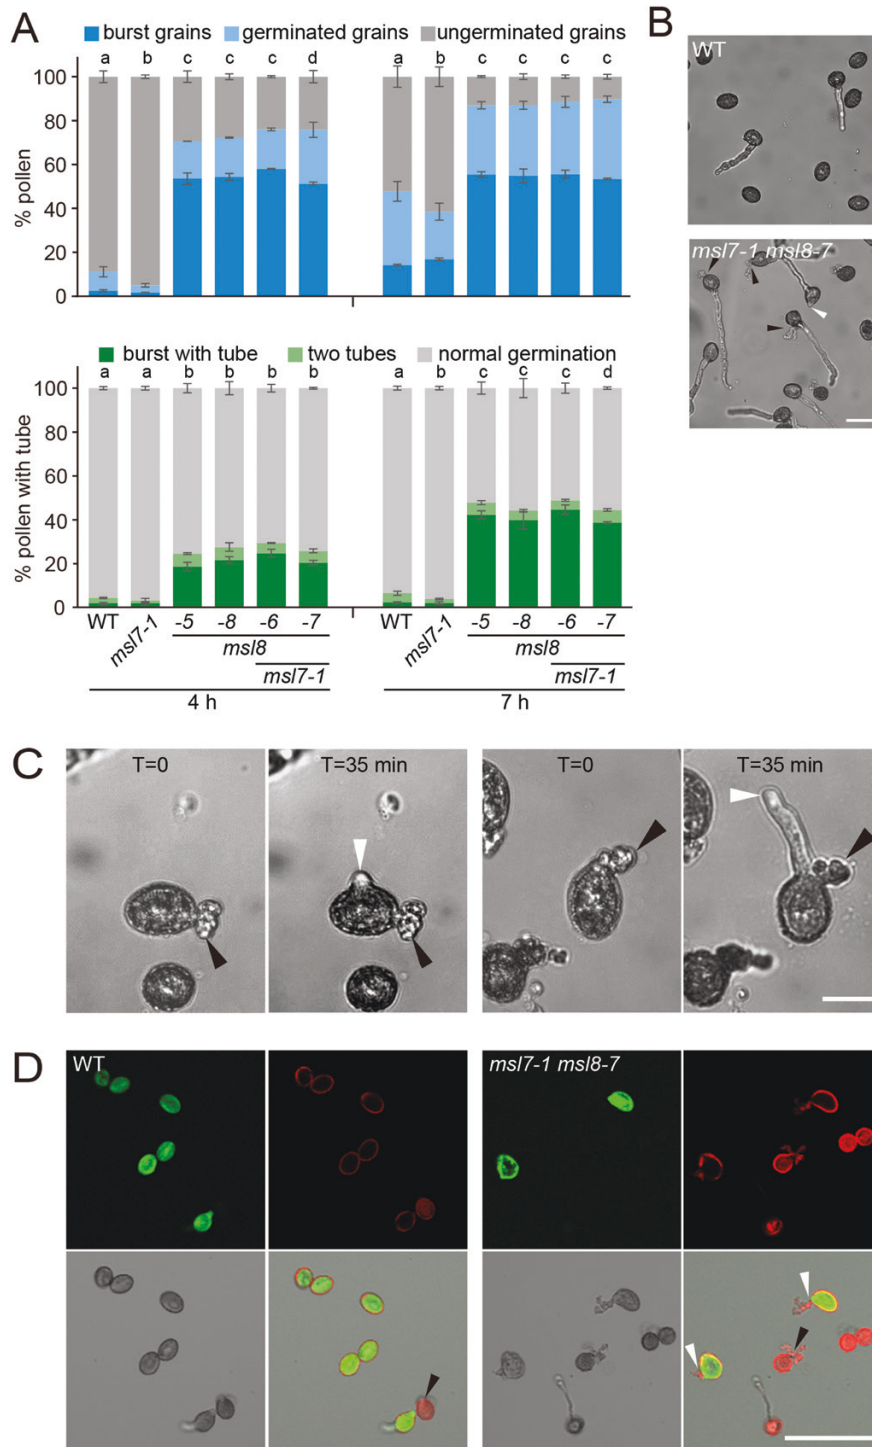 A
burst grains germinated grains ungerminated grains
a b c c c d a b c c c c
100
80
60
40
20
0
% pollen
burst with tube two tubes normal germination
a a b b b b a b c c c d
100
80
60
40
20
0
% pollen with tube
WT msl7-1 -5 -8 -6 -7 WT msl7-1 -5 -8 -6 -7
msl8 msl8
msl7-1 msl7-1
4 h 7 h
B
WT
msl7-1 msl8-7
C
T=0 T=35 min T=0 T=35 min
D
WT msl7-1 msl8-7